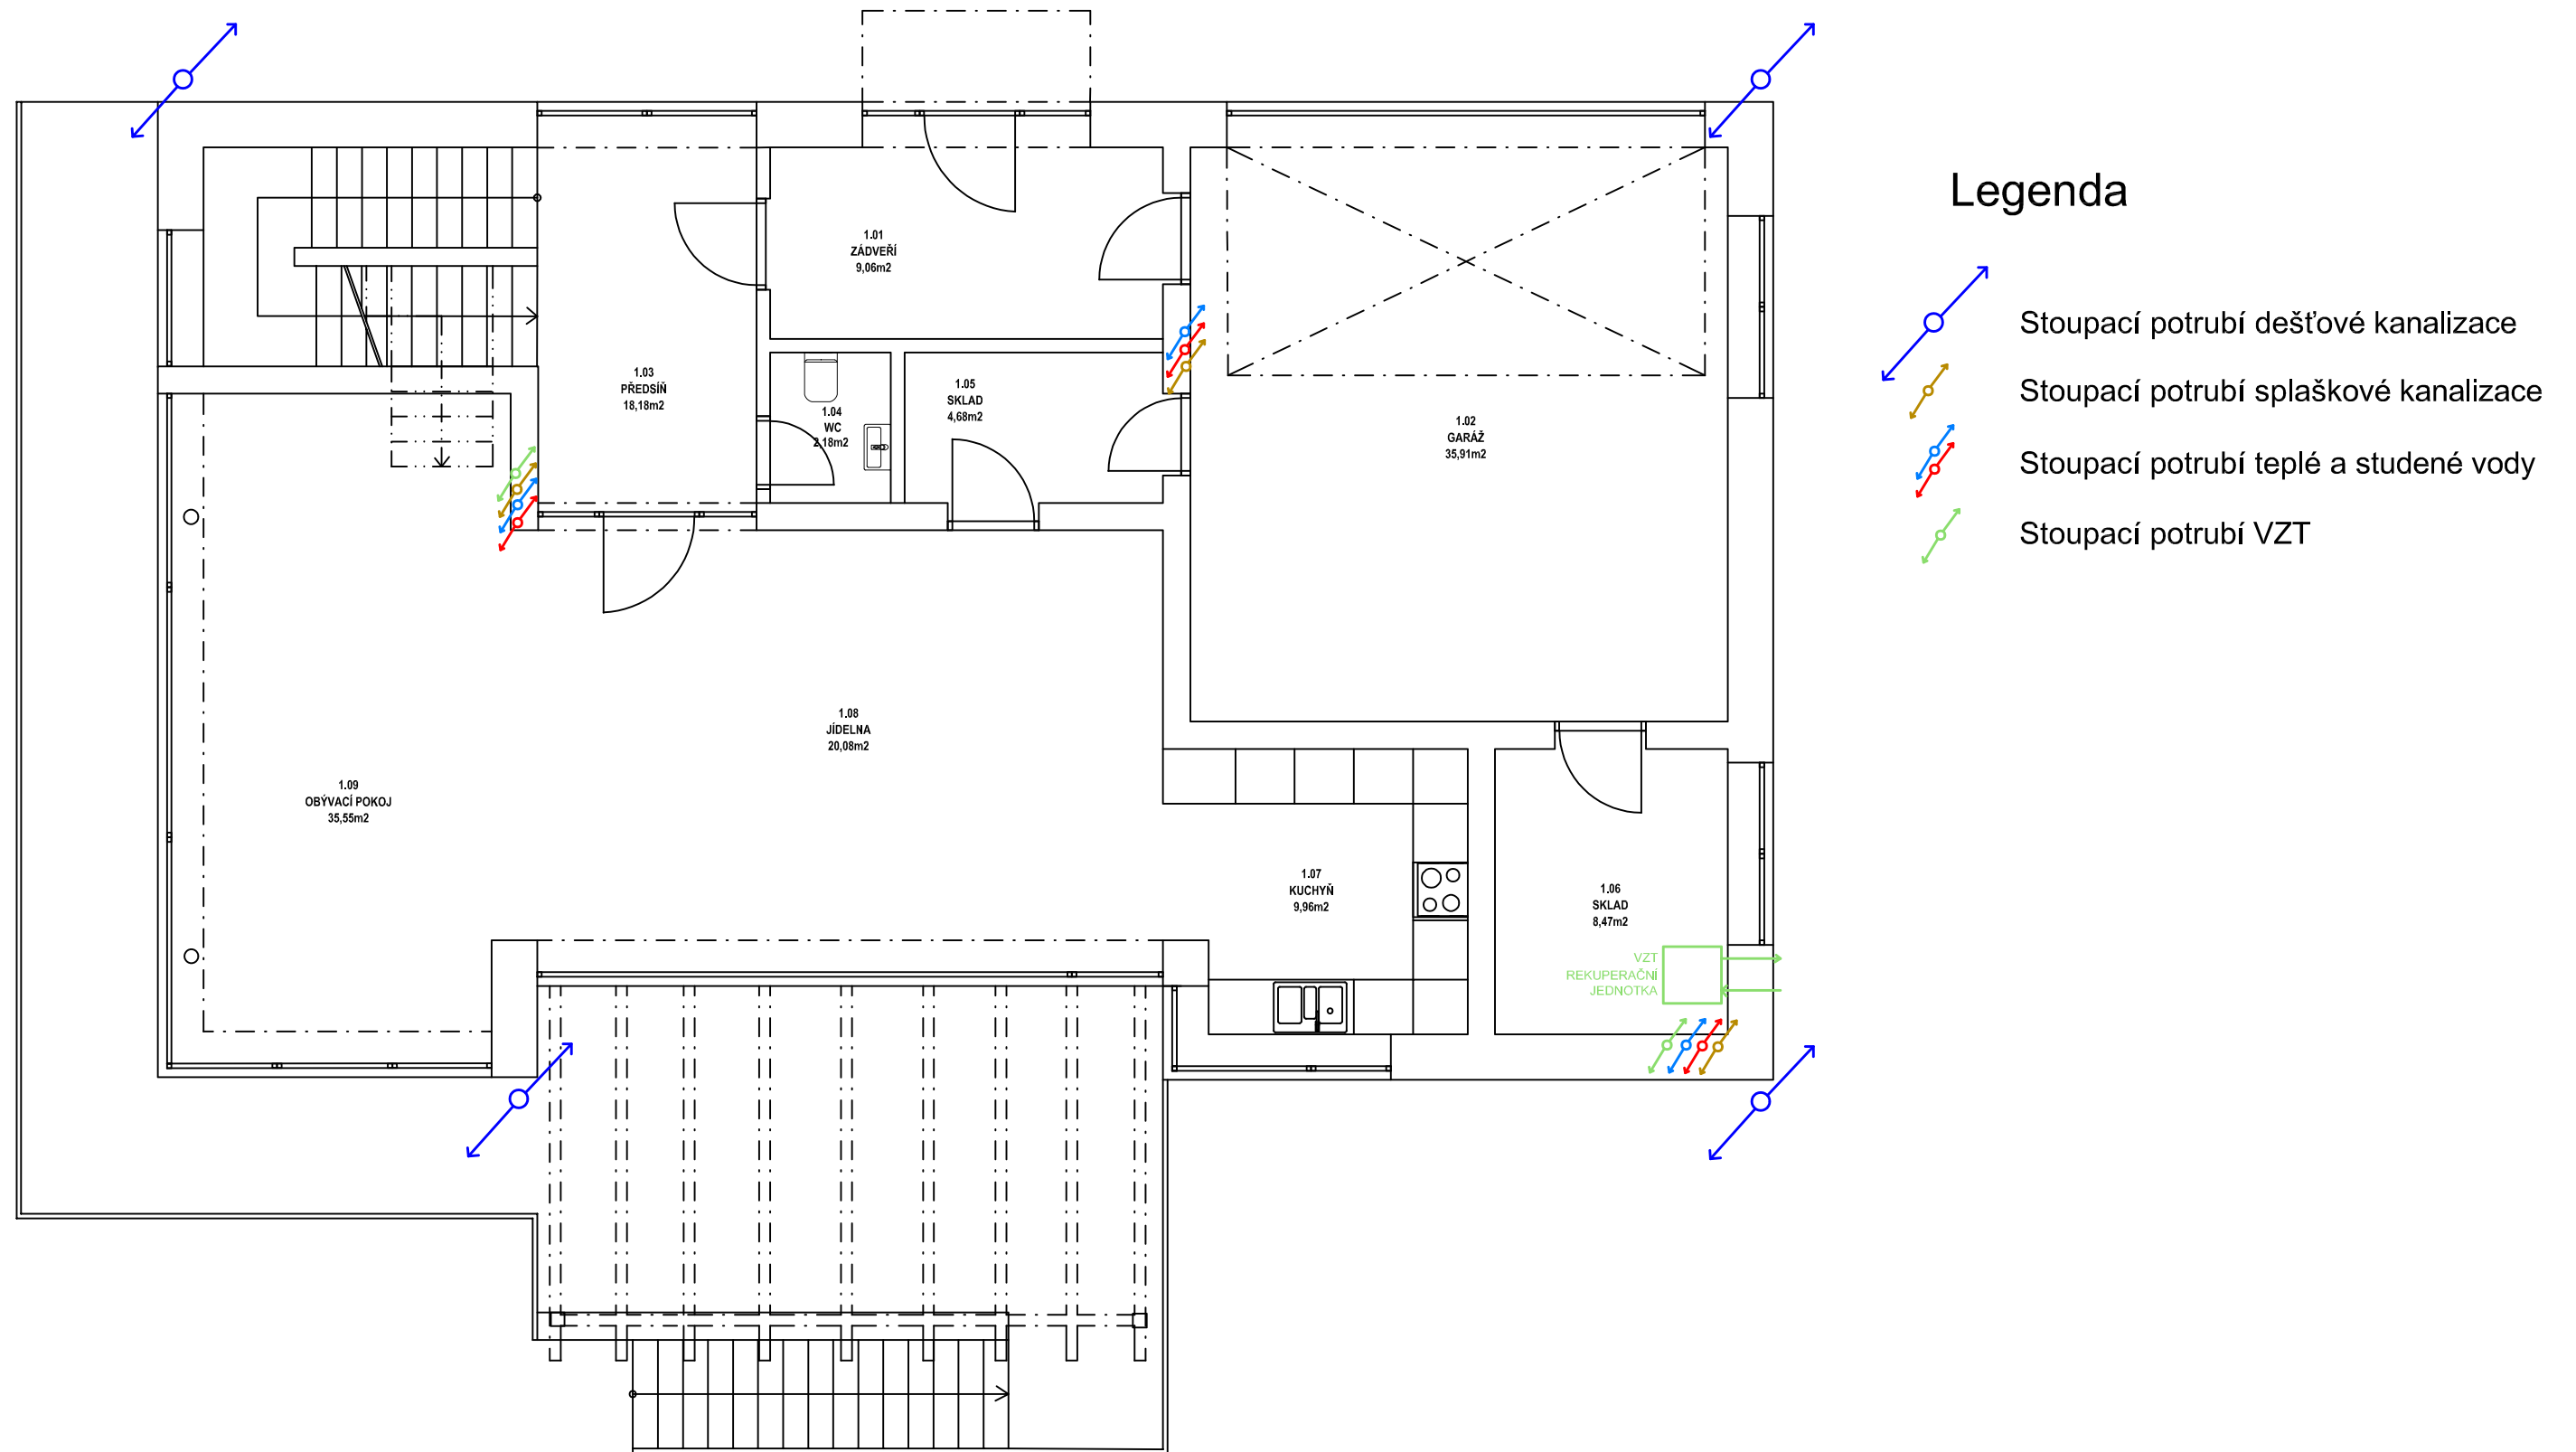 Legenda
Stoupací potrubí dešťové kanalizace
Stoupací potrubí splaškové kanalizace
Stoupací potrubí teplé a studené vody
Stoupací potrubí VZT
1.01
ZÁDVEŘÍ
9,06m2
1.03
PŘEDSÍŇ
18,18m2
1.04
WC
2,18m2
1.05
SKLAD
4,68m2
1.02
GARÁŽ
35,91m2
1.08
JÍDELNA
20,08m2
1.09
OBÝVACÍ POKOJ
35,55m2
1.07
KUCHYŇ
9,96m2
1.06
SKLAD
8,47m2
VZT
REKUPERAČNÍ
JEDNOTKA